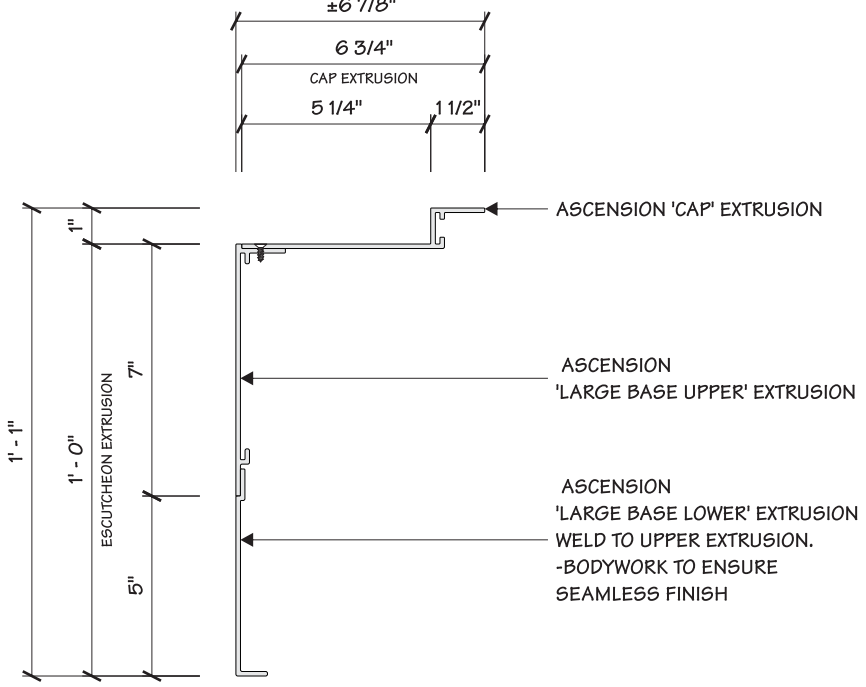 ±6 7/8"
6 3/4"
CAP EXTRUSION
5 1/4"
1 1/2"
1"
ASCENSION 'CAP' EXTRUSION
7"
ASCENSION
'LARGE BASE UPPER' EXTRUSION
1' - 1"
1' - 0"
ESCUTCHEON EXTRUSION
ASCENSION
'LARGE BASE LOWER' EXTRUSION
WELD TO UPPER EXTRUSION.
-BODYWORK TO ENSURE
SEAMLESS FINISH
5"